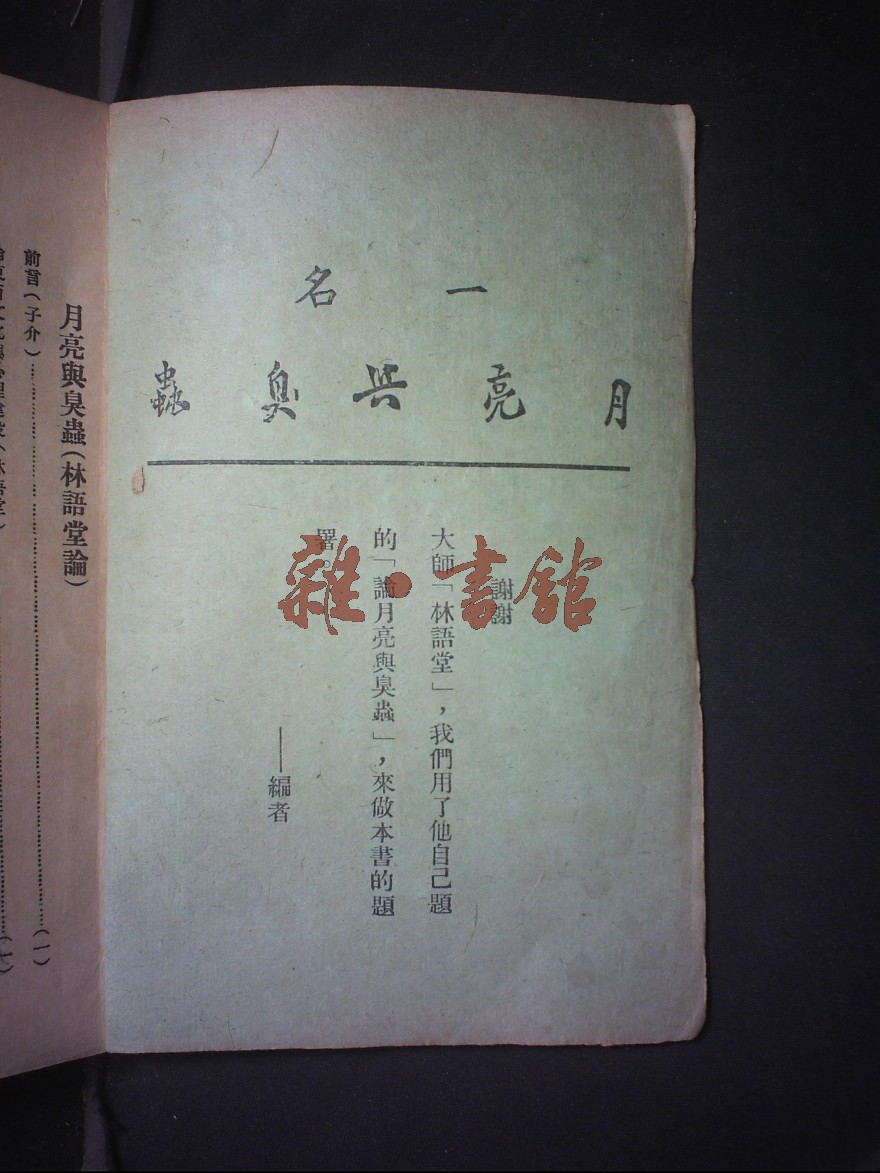 一名
月亮與臭蟲
謝謝
大師「林語堂」，我們用了他自己題
的「論月亮與臭蟲」，來做本書的題
署。
——編者
雜·書館
月亮與臭蟲（林語堂論）
前言（子介）……（一）